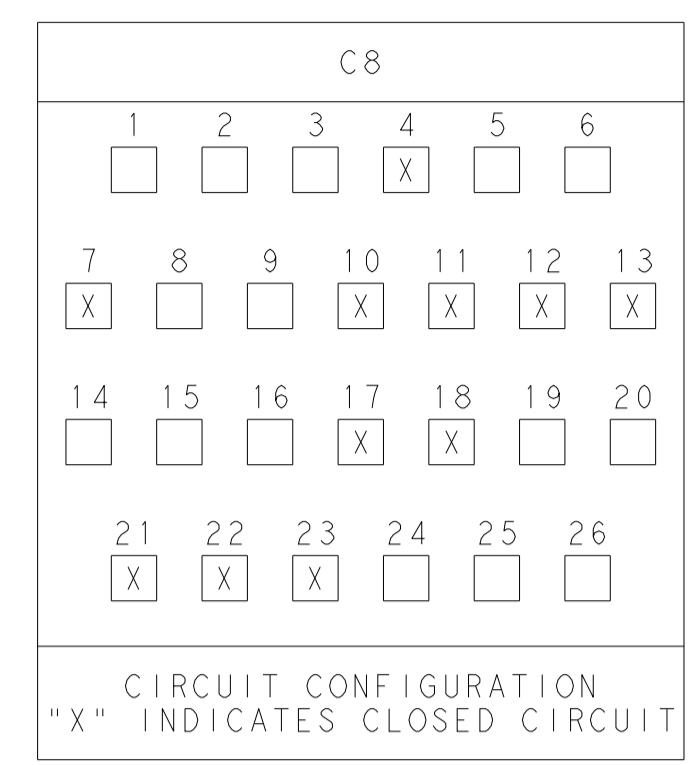 C8
1 2 3 4 5 6
X
7 8 9 10 11 12 13
X X X X X
14 15 16 17 18 19 20
X X
21 22 23 24 25 26
X X X
CIRCUIT CONFIGURATION
"X" INDICATES CLOSED CIRCUIT